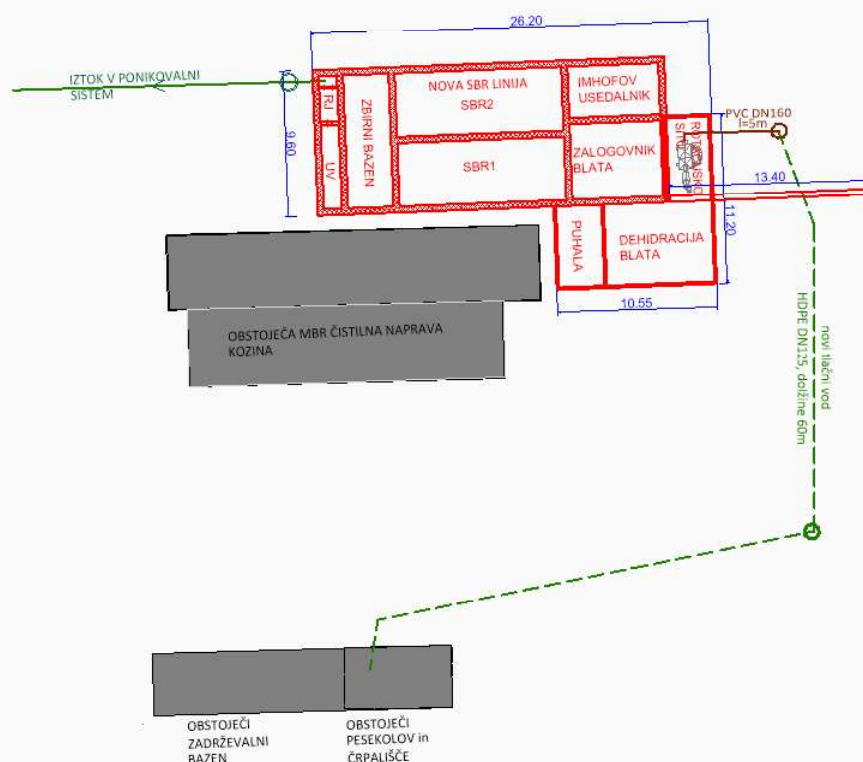 26.20
IZTOK V PONIKOVALNI
SISTEM
9.60
RJ
UV
ZBIRNI BAZEN
NOVA SBR LINIJA
SBR2
SBR1
IMHOFOV
USEDALNIK
ZALOGOVNIK
BLATA
PVC DN160
l=5m
13.40
11.20
PUHALA
DEHIDRACIJA
BLATA
10.55
OBSTOJEČA MBR ČISTILNA NAPRAVA
KOZINA
novi tlačni vod
HDPE DN125, dolžine 60m
OBSTOJEČI
ZADRŽEVALNI
BAZEN
OBSTOJEČI
PESEKOLOV in
ČRPALIŠČE